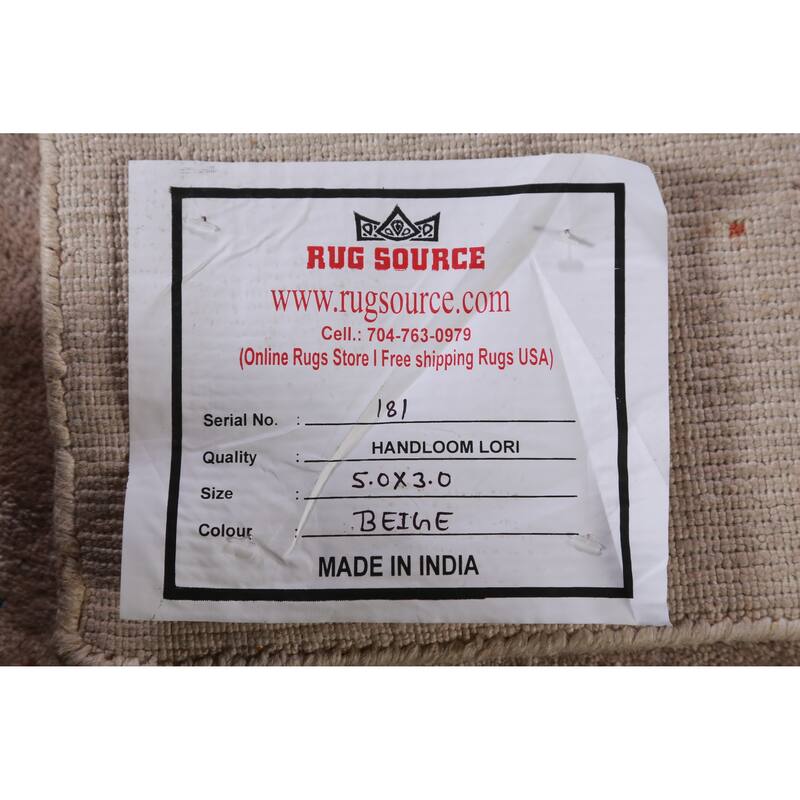 RUG SOURCE
www.rugsource.com
Cell.: 704-763-0979
(Online Rugs Store I Free shipping Rugs USA)
Serial No. : 181
Quality : HANDLOOM LORI
Size : 5.0X3.0
Colour : BEIGE
MADE IN INDIA